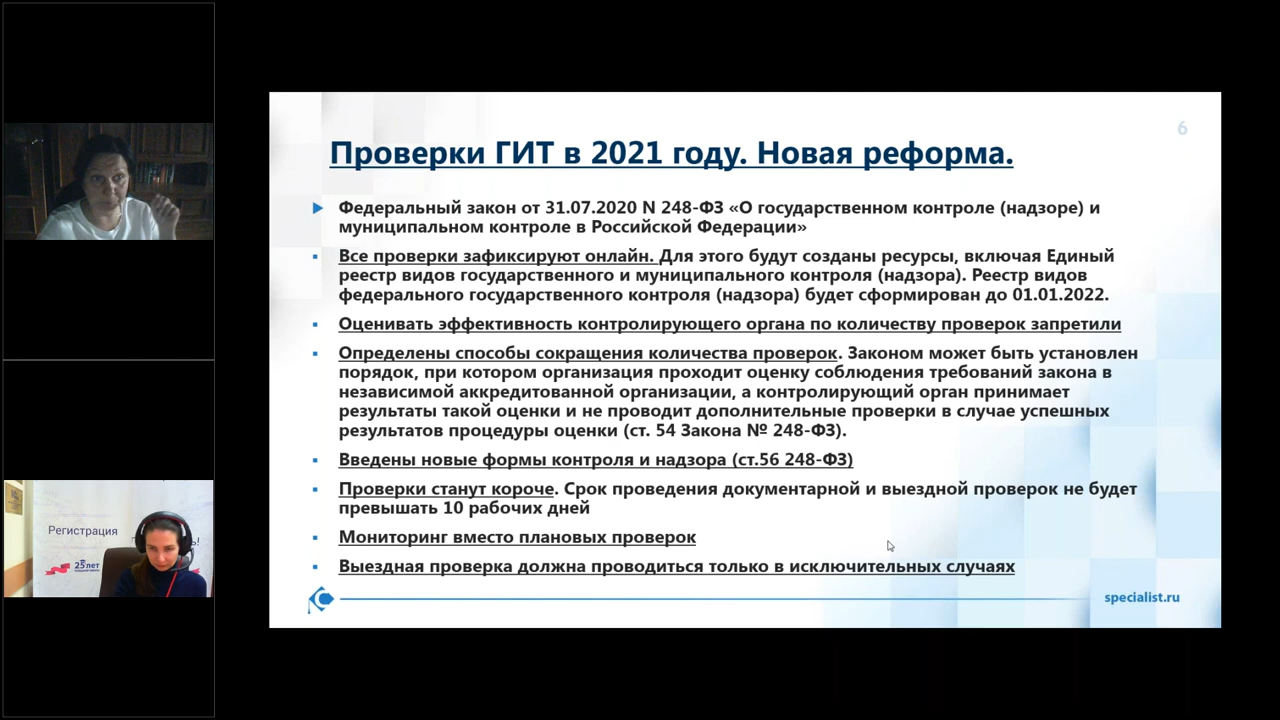 6
Проверки ГИТ в 2021 году. Новая реформа.
Федеральный закон от 31.07.2020 N 248-ФЗ «О государственном контроле (надзоре) и
муниципальном контроле в Российской Федерации»
Все проверки зафиксируют онлайн. Для этого будут созданы ресурсы, включая Единый
реестр видов государственного и муниципального контроля (надзора). Реестр видов
федерального государственного контроля (надзора) будет сформирован до 01.01.2022.
Оценивать эффективность контролирующего органа по количеству проверок запретили
Определены способы сокращения количества проверок. Законом может быть установлен
порядок, при котором организация проходит оценку соблюдения требований закона в
независимой аккредитованной организации, а контролирующий орган принимает
результаты такой оценки и не проводит дополнительные проверки в случае успешных
результатов процедуры оценки (ст. 54 Закона № 248-ФЗ).
Введены новые формы контроля и надзора (ст.56 248-ФЗ)
Проверки станут короче. Срок проведения документарной и выездной проверок не будет
превышать 10 рабочих дней
Мониторинг вместо плановых проверок
Выездная проверка должна проводиться только в исключительных случаях
specialist.ru
Регистрация
25 лет